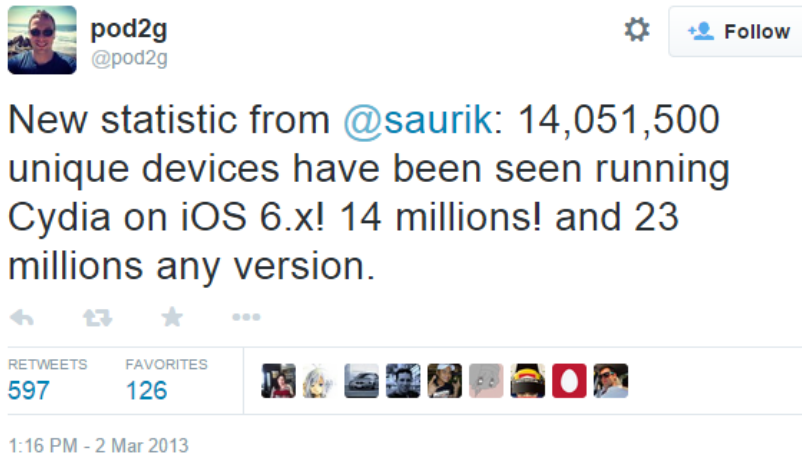 pod2g
@pod2g
Follow
New statistic from @saurik: 14,051,500
unique devices have been seen running
Cydia on iOS 6.x! 14 millions! and 23
millions any version.
RETWEETS FAVORITES
597 126
1:16 PM - 2 Mar 2013